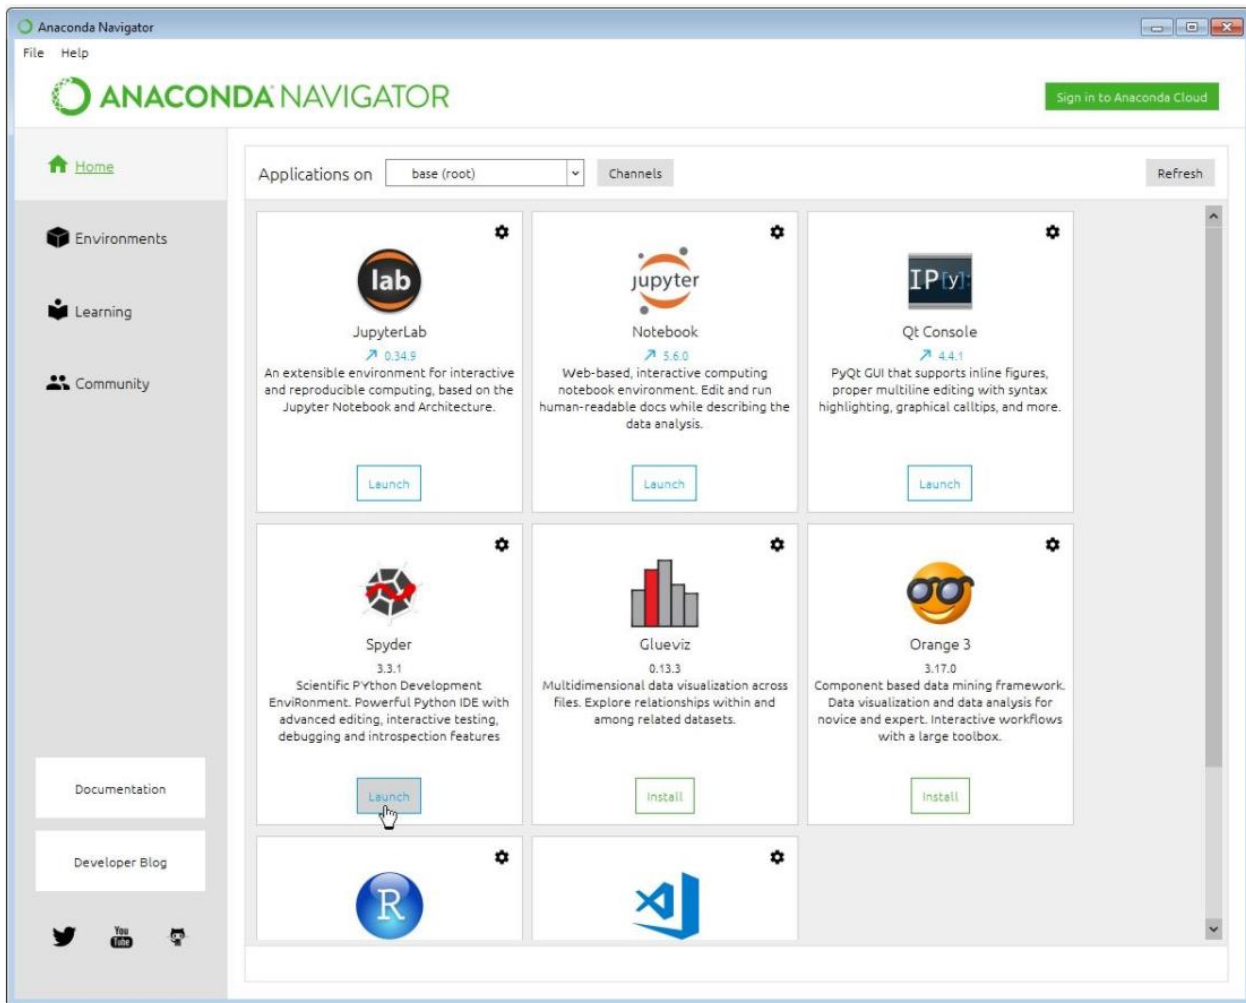 Anaconda Navigator
File Help
ANACONDA NAVIGATOR
Sign in to Anaconda Cloud
Home
Environments
Learning
Community
Documentation
Developer Blog
You
Tube
Applications on base (root) Channels Refresh
lab
JupyterLab
0.34.9
An extensible environment for interactive
and reproducible computing, based on the
Jupyter Notebook and Architecture.
Launch
jupyter
Notebook
5.6.0
Web-based, interactive computing
notebook environment. Edit and run
human-readable docs while describing the
data analysis.
Launch
IP[y]:
Qt Console
4.4.1
PyQt GUI that supports inline figures,
proper multiline editing with syntax
highlighting, graphical calltips, and more.
Launch
Spyder
3.3.1
Scientific PYthon Development
EnviRonment. Powerful Python IDE with
advanced editing, interactive testing,
debugging and introspection features
Launch
Glueviz
0.13.3
Multidimensional data visualization across
files. Explore relationships within and
among related datasets.
Install
Orange 3
3.17.0
Component based data mining framework.
Data visualization and data analysis for
novice and expert. Interactive workflows
with a large toolbox.
Install
R